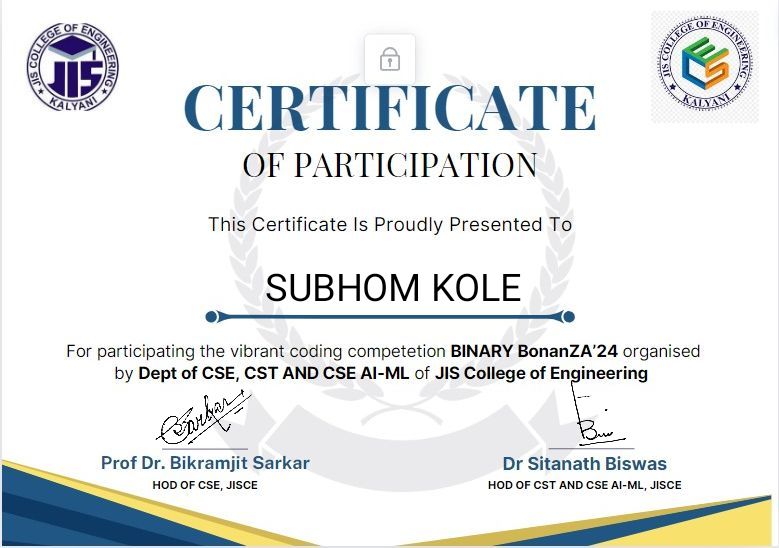 JIS COLLEGE OF ENGINEERING
JIS
KALYANI
JIS COLLEGE OF ENGINEERING
KALYANI
CERTIFICATE
OF PARTICIPATION
This Certificate Is Proudly Presented To
SUBHOM KOLE
For participating the vibrant coding competetion BINARY BonanZA'24 organised
by Dept of CSE, CST AND CSE AI-ML of JIS College of Engineering
Sarkar
Prof Dr. Bikramjit Sarkar
Dr Sitanath Biswas
HOD OF CSE, JISCE
HOD OF CST AND CSE AI-ML, JISCE